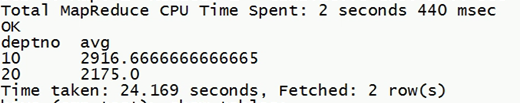 Total MapReduce CPU Time Spent: 2 seconds 440 msec
OK
deptno avg
10 2916.6666666666665
20 2175.0
Time taken: 24.169 seconds, Fetched: 2 row(s)